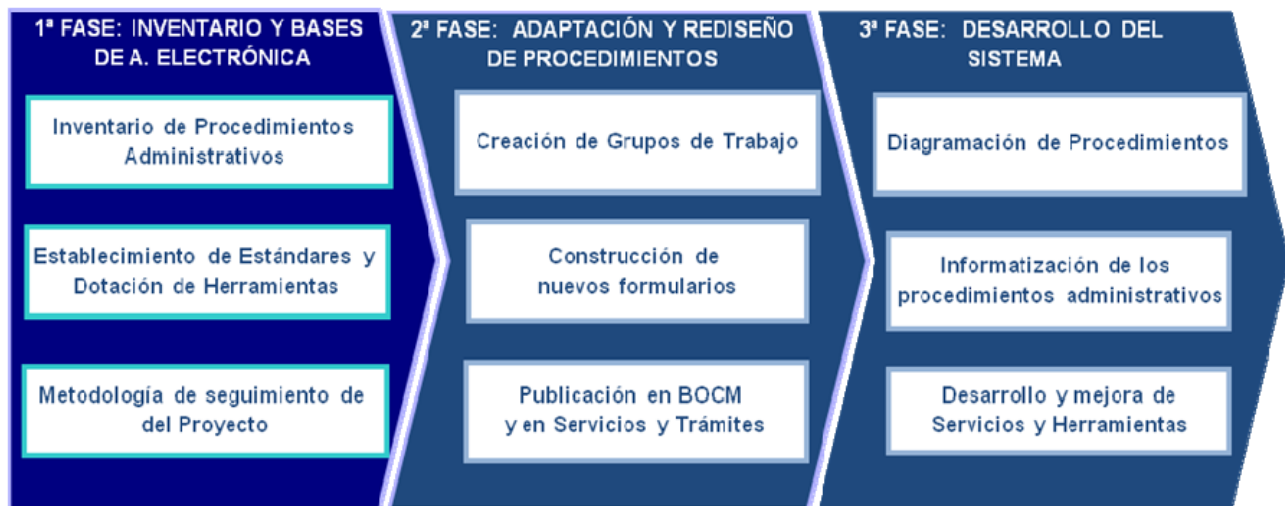 1ª FASE: INVENTARIO Y BASES
DE A. ELECTRÓNICA
Inventario de Procedimientos
Administrativos
Establecimiento de Estándares y
Dotación de Herramientas
Metodología de seguimiento de
del Proyecto
2ª FASE: ADAPTACIÓN Y REDISEÑO
DE PROCEDIMIENTOS
Creación de Grupos de Trabajo
Construcción de
nuevos formularios
Publicación en BOCM
y en Servicios y Trámites
3ª FASE: DESARROLLO DEL
SISTEMA
Diagramación de Procedimientos
Informatización de los
procedimientos administrativos
Desarrollo y mejora de
Servicios y Herramientas